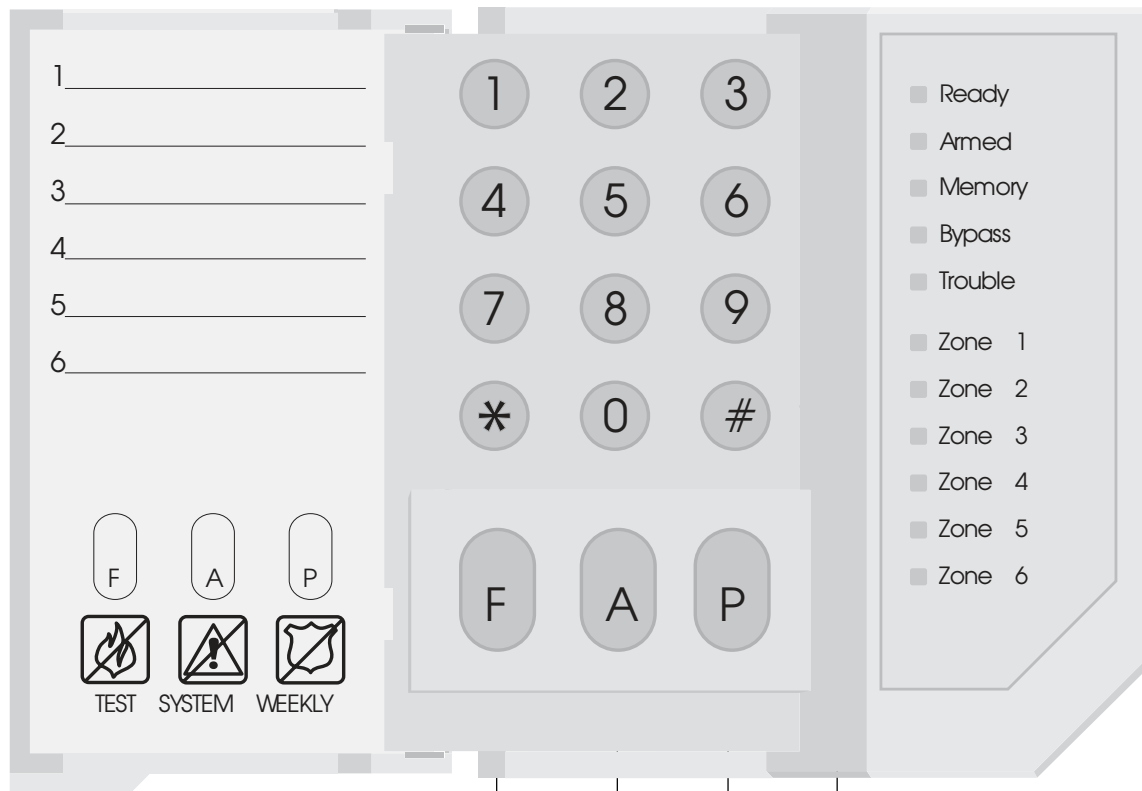 1
2
3
4
5
6
F A P
TEST SYSTEM WEEKLY
1 2 3
4 5 6
7 8 9
* 0 #
F A P
Ready
Armed
Memory
Bypass
Trouble
Zone 1
Zone 2
Zone 3
Zone 4
Zone 5
Zone 6